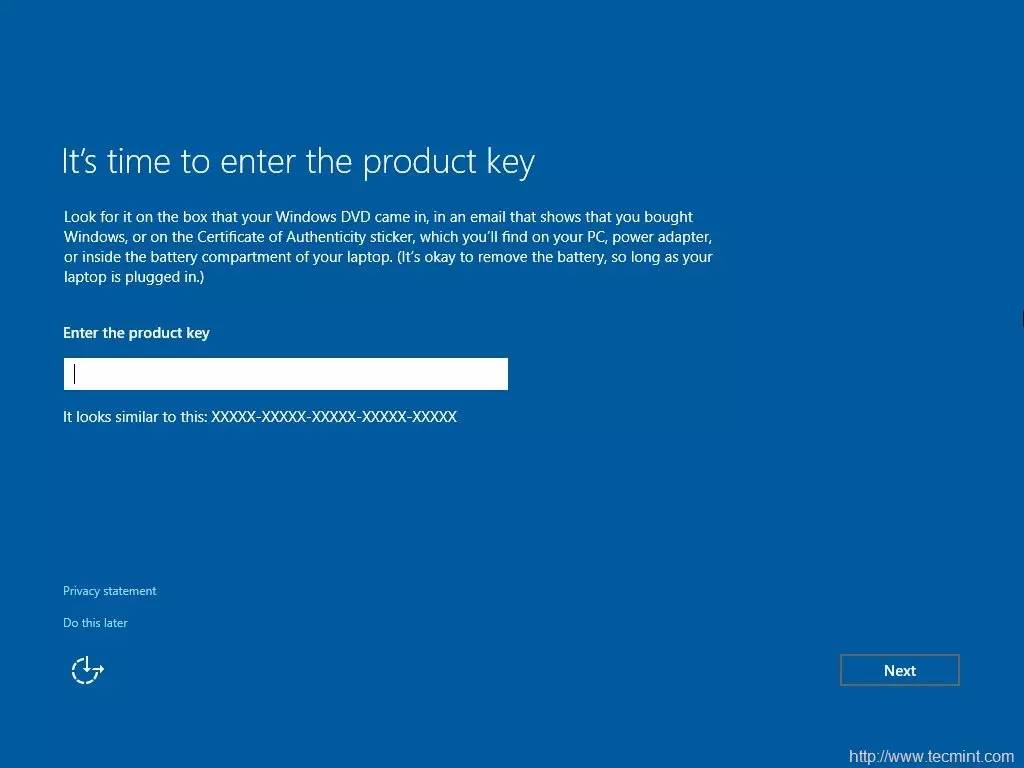 It's time to enter the product key
Look for it on the box that your Windows DVD came in, in an email that shows that you bought
Windows, or on the Certificate of Authenticity sticker, which you'll find on your PC, power adapter,
or inside the battery compartment of your laptop. (It's okay to remove the battery, so long as your
laptop is plugged in.)
Enter the product key
It looks similar to this: XXXXX-XXXXX-XXXXX-XXXXX-XXXXX
Privacy statement
Do this later
Next
http://www.tecmint.com